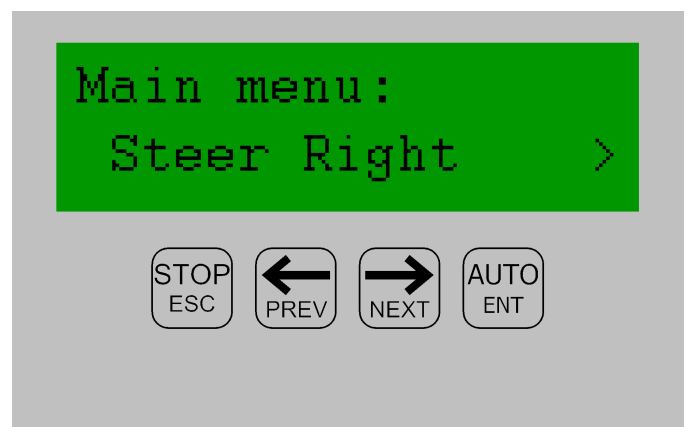 Main menu:
Steer Right >
STOP
ESC
PREV
NEXT
AUTO
ENT